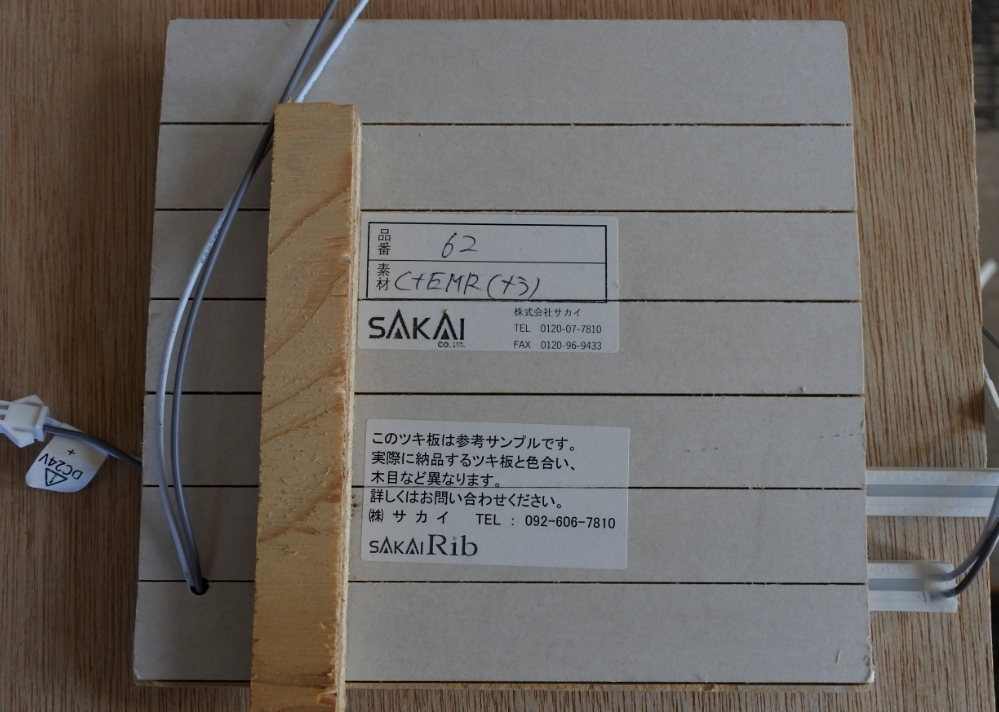 品番 62
素材 C+EMR(+3)
SAKAI CO.,LTD.
株式会社サカイ
TEL 0120-07-7810
FAX 0120-96-9433
このツキ板は参考サンプルです。
実際に納品するツキ板と色合い、
木目など異なります。
詳しくはお問い合わせください。
㈱サカイ TEL : 092-606-7810
SAKAI Rib
DC24V
+